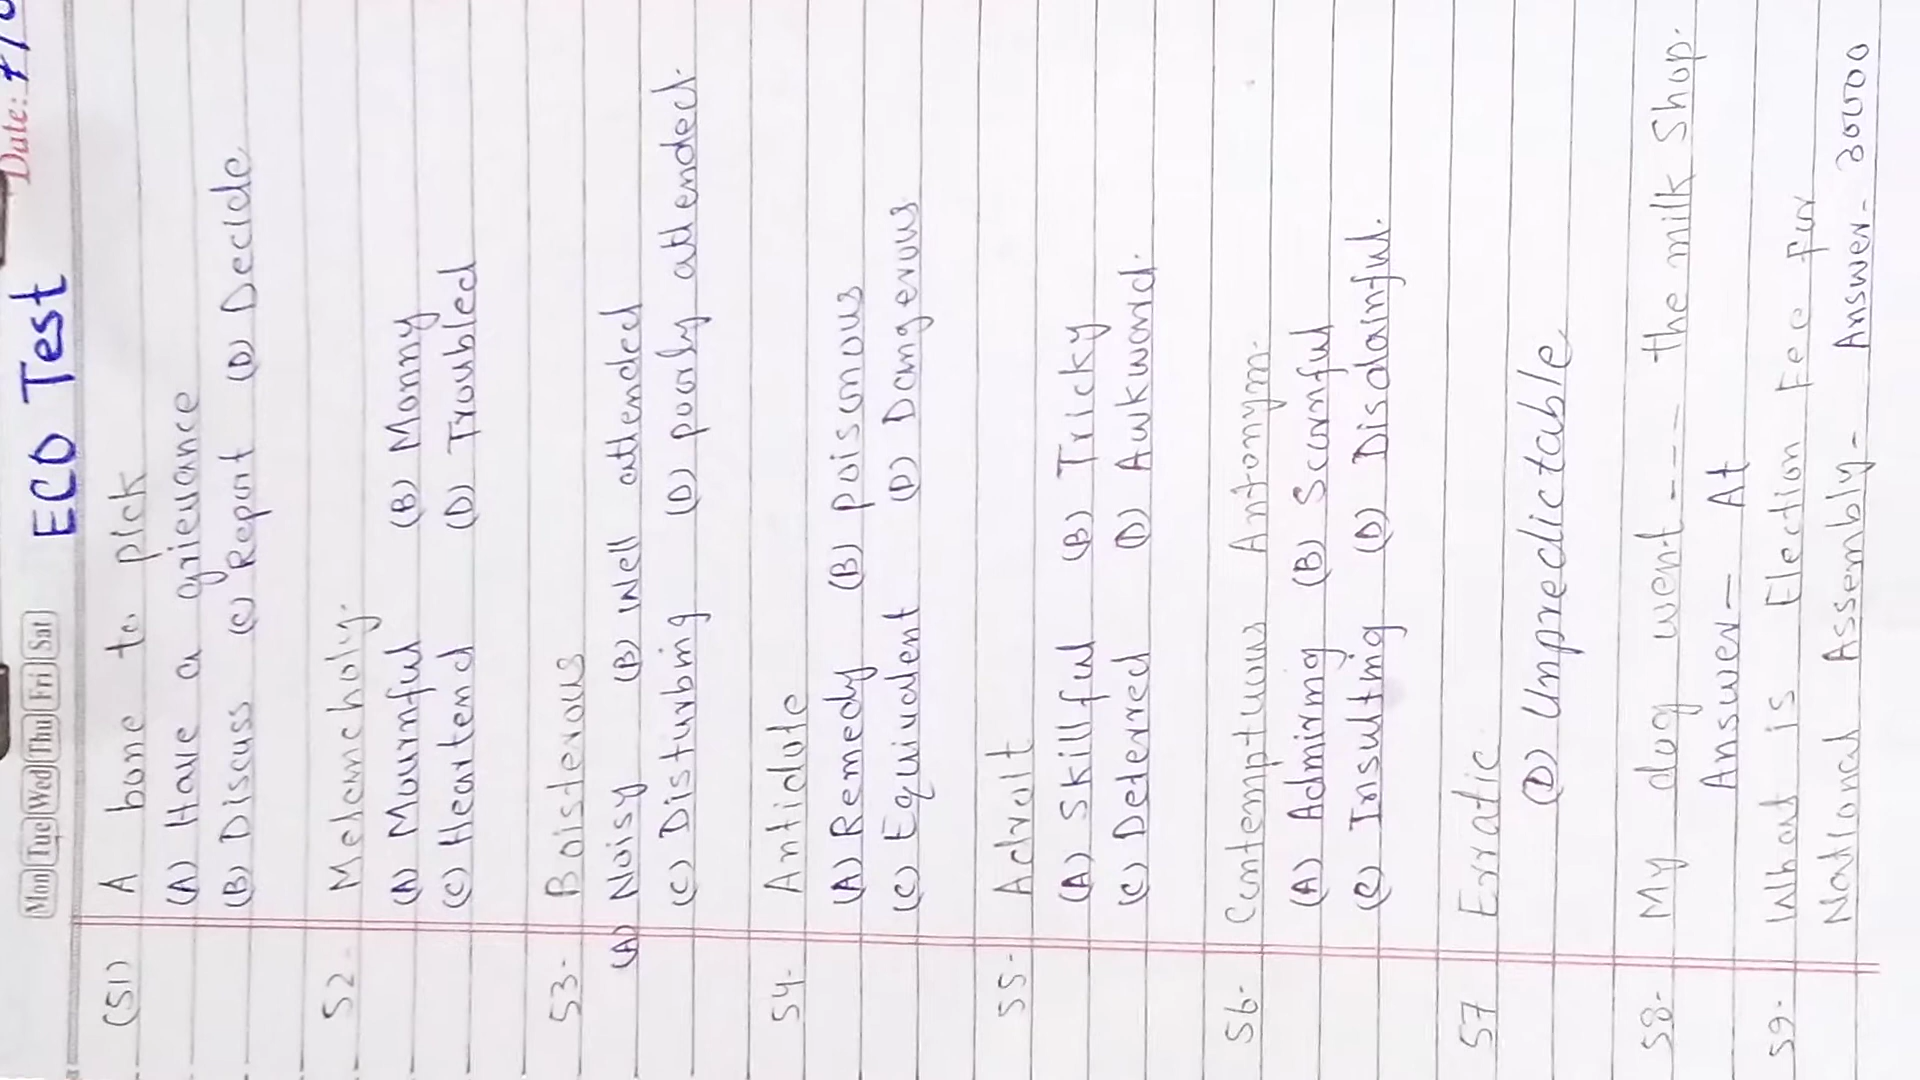 Mon Tue Wed Thu Fri Sat
Date:
ECO Test
(51) A bone to pick
(A) Have a grievance
(B) Discuss (C) Report (D) Decide
52. Melancholy.
(A) Mournful (B) Manny
(C) Heartend (D) Troubled
53. Boisterous
(A) (A) Noisy (B) Well attended
(C) Disturbing (D) poorly attended.
54. Antidote
(A) Remedy (B) poisonous
(C) Equivalent (D) Dangerous
55. Adroit
(A) Skillful (B) Tricky
(C) Deterred (D) Awkward.
56. Contemptuous Antonym.
(A) Admiring (B) Scornful
(C) Insulting (D) Disdainful.
57 Erratic
(D) Unpredictable
58. My dog went ---- the milk shop.
Answer - At
59. What is Election Fee for
National Assembly - Answer - 30000